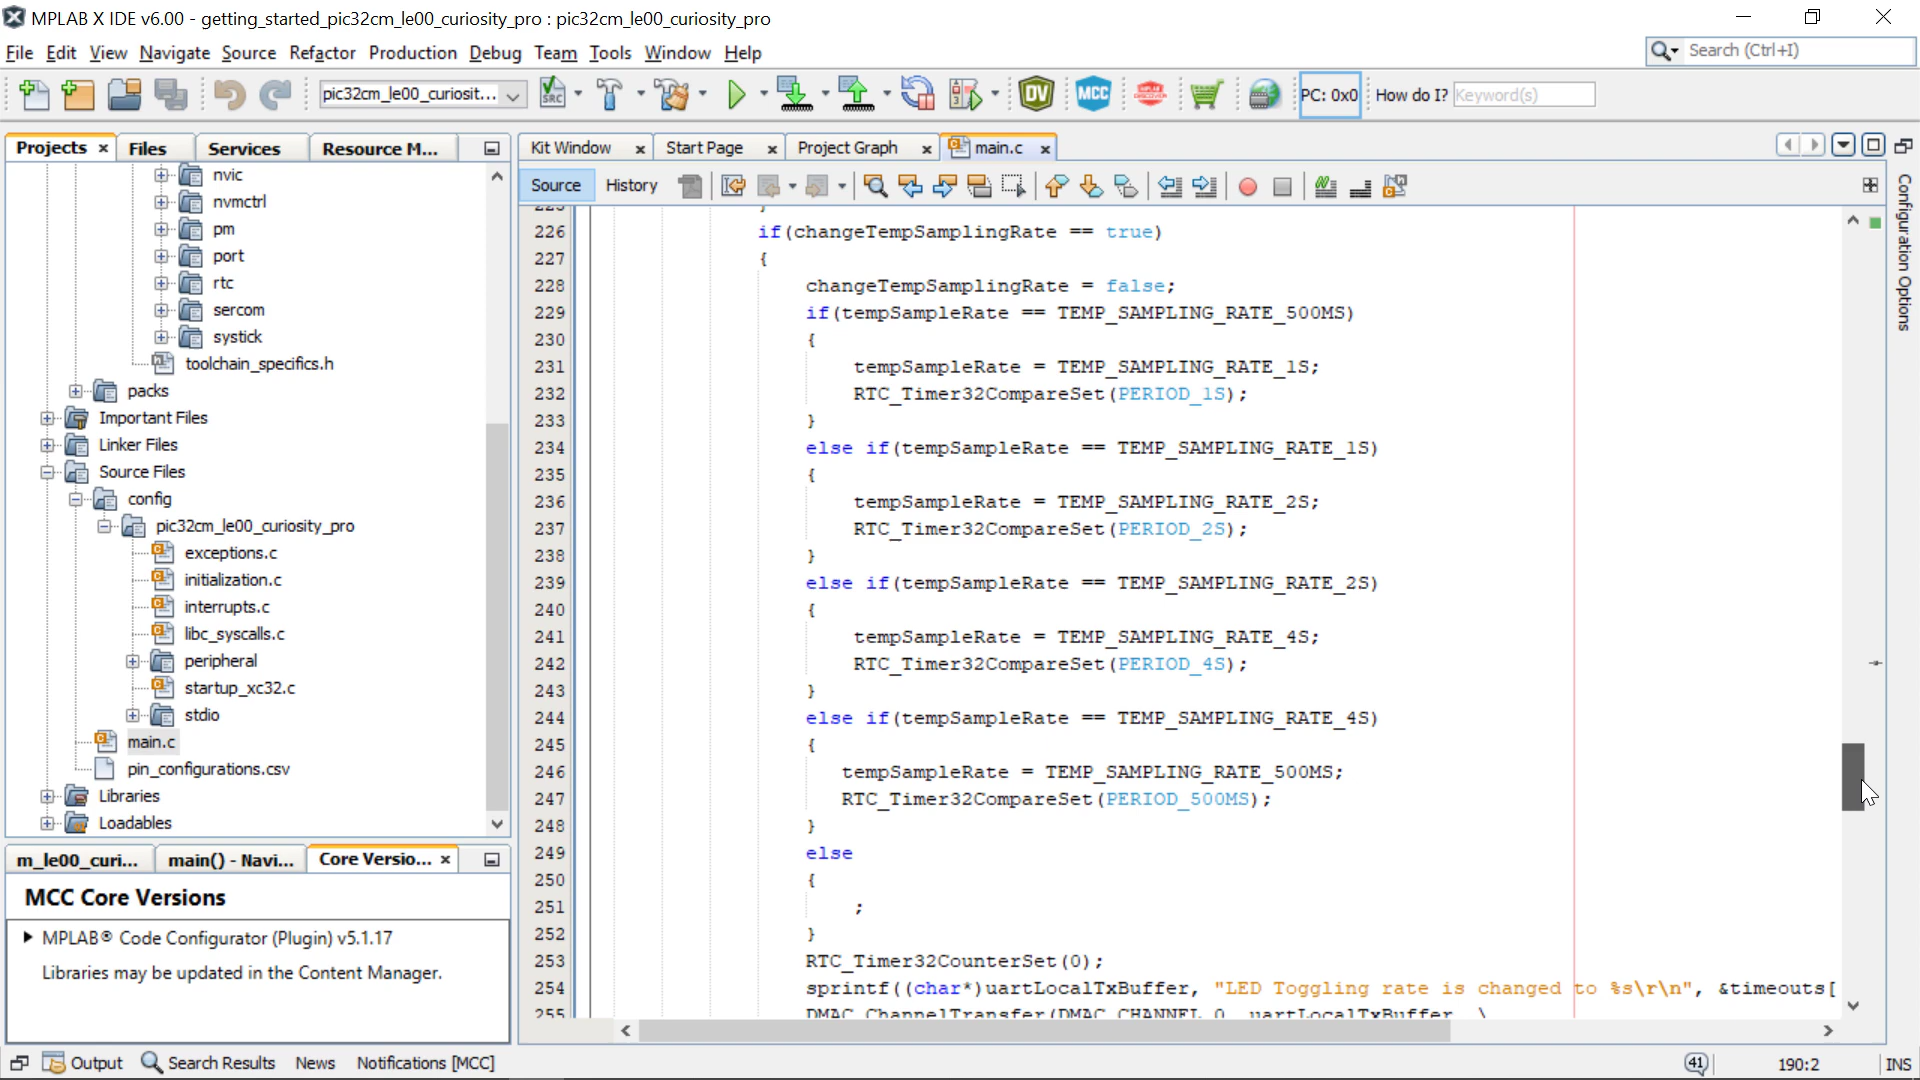 MPLAB X IDE v6.00 - getting_started_pic32cm_le00_curiosity_pro : pic32cm_le00_curiosity_pro
File Edit View Navigate Source Refactor Production Debug Team Tools Window Help
Search (Ctrl+I)
pic32cm_le00_curiosit... SRC DV MCC PC: 0x0 How do I? Keyword(s)
Projects Files Services Resource M...
Kit Window Start Page Project Graph main.c
Source History
nvic
nvmctrl
pm
port
rtc
sercom
systick
toolchain_specifics.h
packs
Important Files
Linker Files
Source Files
config
pic32cm_le00_curiosity_pro
exceptions.c
initialization.c
interrupts.c
libc_syscalls.c
peripheral
startup_xc32.c
stdio
main.c
pin_configurations.csv
Libraries
Loadables
m_le00_curi... main() - Navi... Core Versio...
MCC Core Versions
MPLAB® Code Configurator (Plugin) v5.1.17
Libraries may be updated in the Content Manager.
225 }
226 if(changeTempSamplingRate == true)
227 {
228 changeTempSamplingRate = false;
229 if(tempSampleRate == TEMP_SAMPLING_RATE_500MS)
230 {
231 tempSampleRate = TEMP_SAMPLING_RATE_1S;
232 RTC_Timer32CompareSet(PERIOD_1S);
233 }
234 else if(tempSampleRate == TEMP_SAMPLING_RATE_1S)
235 {
236 tempSampleRate = TEMP_SAMPLING_RATE_2S;
237 RTC_Timer32CompareSet(PERIOD_2S);
238 }
239 else if(tempSampleRate == TEMP_SAMPLING_RATE_2S)
240 {
241 tempSampleRate = TEMP_SAMPLING_RATE_4S;
242 RTC_Timer32CompareSet(PERIOD_4S);
243 }
244 else if(tempSampleRate == TEMP_SAMPLING_RATE_4S)
245 {
246 tempSampleRate = TEMP_SAMPLING_RATE_500MS;
247 RTC_Timer32CompareSet(PERIOD_500MS);
248 }
249 else
250 {
251 ;
252 }
253 RTC_Timer32CounterSet(0);
254 sprintf((char*)uartLocalTxBuffer, "LED Toggling rate is changed to %s\r\n", &timeouts[
255 DMAC_ChannelTransfer(DMAC_CHANNEL_0, uartLocalTxBuffer, \
Configuration Options
Output Search Results News Notifications [MCC]
41 190:2 INS